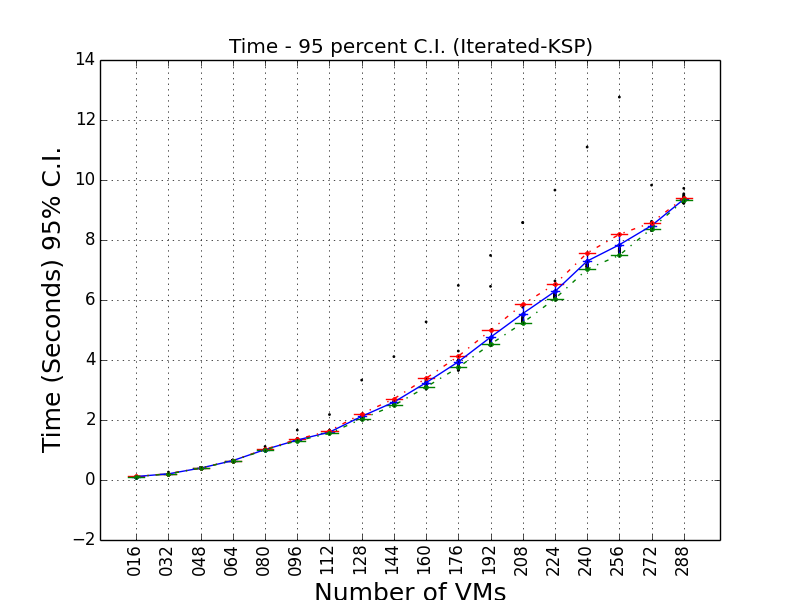 Time - 95 percent C.I. (Iterated-KSP)
Time (Seconds) 95% C.I.
14
12
10
8
6
4
2
0
−2
016 032 048 064 080 096 112 128 144 160 176 192 208 224 240 256 272 288
Number of VMs